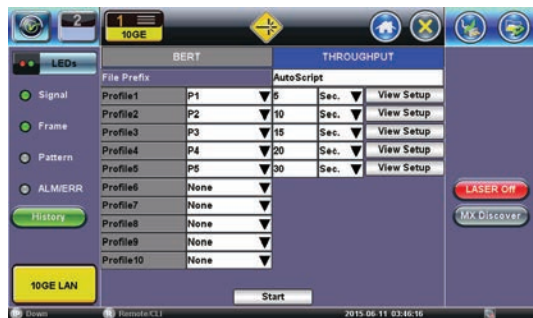 2
1
10GE
LEDs
BERT
THROUGHPUT
File Prefix
AutoScript
Signal
Profile1 P1 5 Sec. View Setup
Profile2 P2 10 Sec. View Setup
Frame
Profile3 P3 15 Sec. View Setup
Profile4 P4 20 Sec. View Setup
Pattern
Profile5 P5 30 Sec. View Setup
ALM/ERR
Profile6 None
LASER Off
Profile7 None
History
MX Discover
Profile8 None
Profile9 None
Profile10 None
10GE LAN
Start
IP Down
Remote CLI
2015-06-11 03:46:16